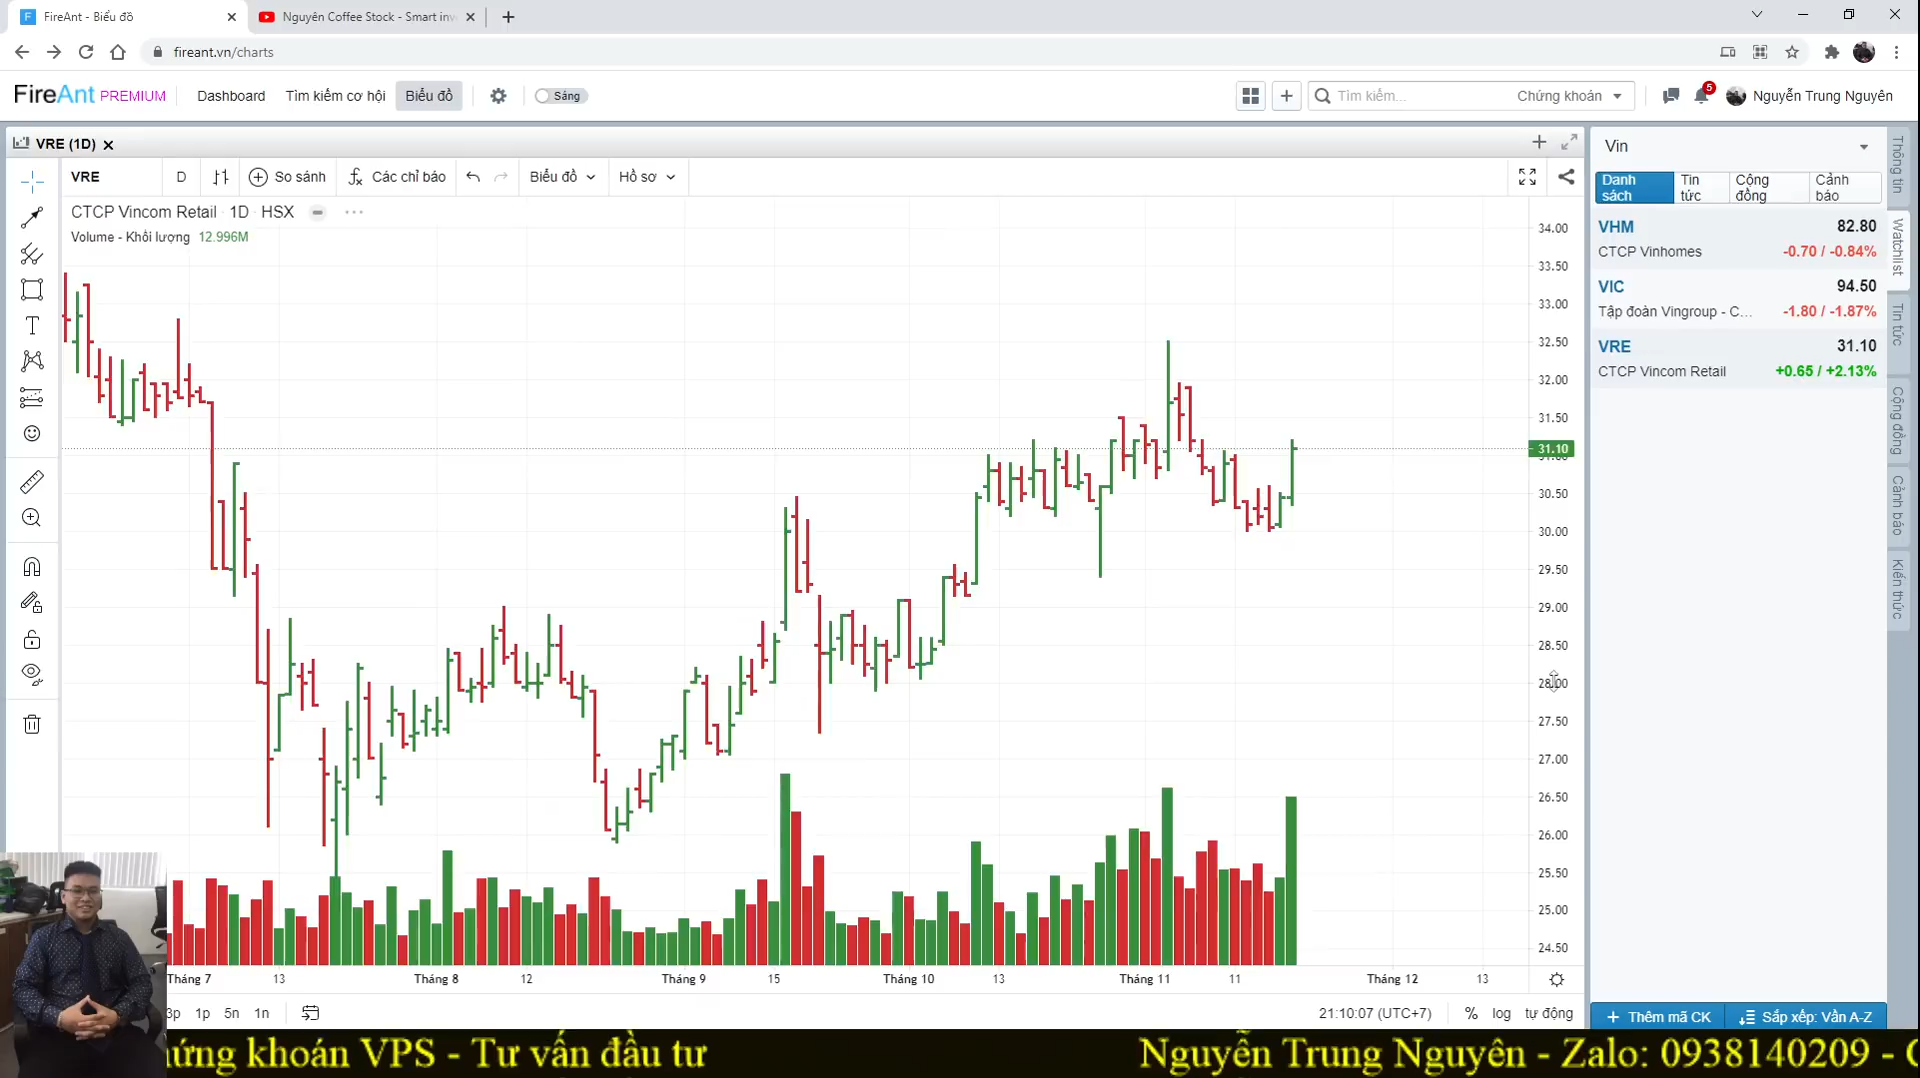 FireAnt - Biểu đồ
Nguyên Coffee Stock - Smart inv
fireant.vn/charts
FireAnt PREMIUM
Dashboard
Tìm kiếm cơ hội
Biểu đồ
Sáng
Tìm kiếm...
Chứng khoán
5
Nguyễn Trung Nguyên
VRE (1D)
VRE
D
So sánh
Các chỉ báo
Biểu đồ
Hồ sơ
CTCP Vincom Retail 1D HSX
Volume - Khối lượng 12.996M
34.00
33.50
33.00
32.50
32.00
31.50
31.10
30.50
30.00
29.50
29.00
28.50
28.00
27.50
27.00
26.50
26.00
25.50
25.00
24.50
Tháng 7
13
Tháng 8
12
Tháng 9
15
Tháng 10
13
Tháng 11
11
Tháng 12
13
3p
1p
5n
1n
21:10:07 (UTC+7)
%
log
tự động
Vin
Danh sách
Tin tức
Cộng đồng
Cảnh báo
VHM 82.80
CTCP Vinhomes -0.70 / -0.84%
VIC 94.50
Tập đoàn Vingroup - C... -1.80 / -1.87%
VRE 31.10
CTCP Vincom Retail +0.65 / +2.13%
Thêm mã CK
Sắp xếp: Vần A-Z
Thông tin
Watchlist
Tin tức
Cộng đồng
Cảnh báo
Kiến thức
hứng khoán VPS - Tư vấn đầu tư
Nguyễn Trung Nguyên - Zalo: 0938140209 -